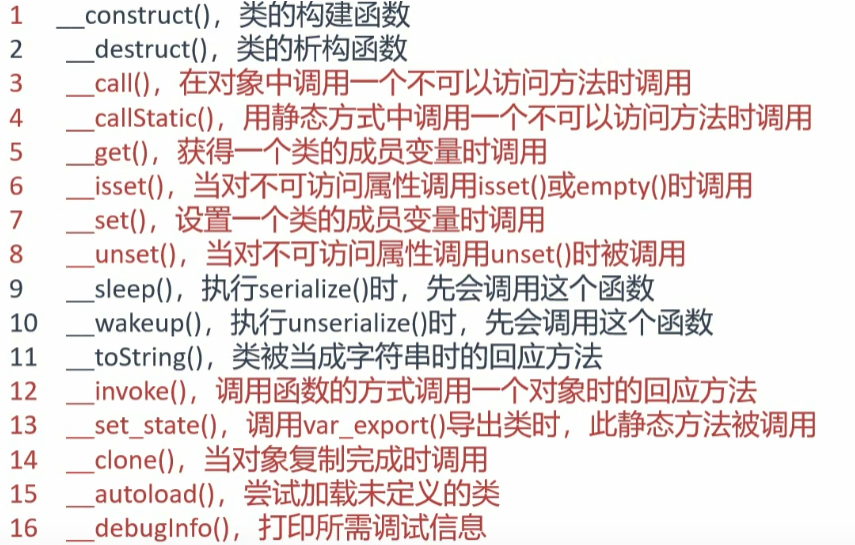 1 __construct()，类的构建函数
2 __destruct()，类的析构函数
3 __call()，在对象中调用一个不可以访问方法时调用
4 __callStatic()，用静态方式中调用一个不可以访问方法时调用
5 __get()，获得一个类的成员变量时调用
6 __isset()，当对不可访问属性调用isset()或empty()时调用
7 __set()，设置一个类的成员变量时调用
8 __unset()，当对不可访问属性调用unset()时被调用
9 __sleep()，执行serialize()时，先会调用这个函数
10 __wakeup()，执行unserialize()时，先会调用这个函数
11 __toString()，类被当成字符串时的回应方法
12 __invoke()，调用函数的方式调用一个对象时的回应方法
13 __set_state()，调用var_export()导出类时，此静态方法被调用
14 __clone()，当对象复制完成时调用
15 __autoload()，尝试加载未定义的类
16 __debugInfo()，打印所需调试信息